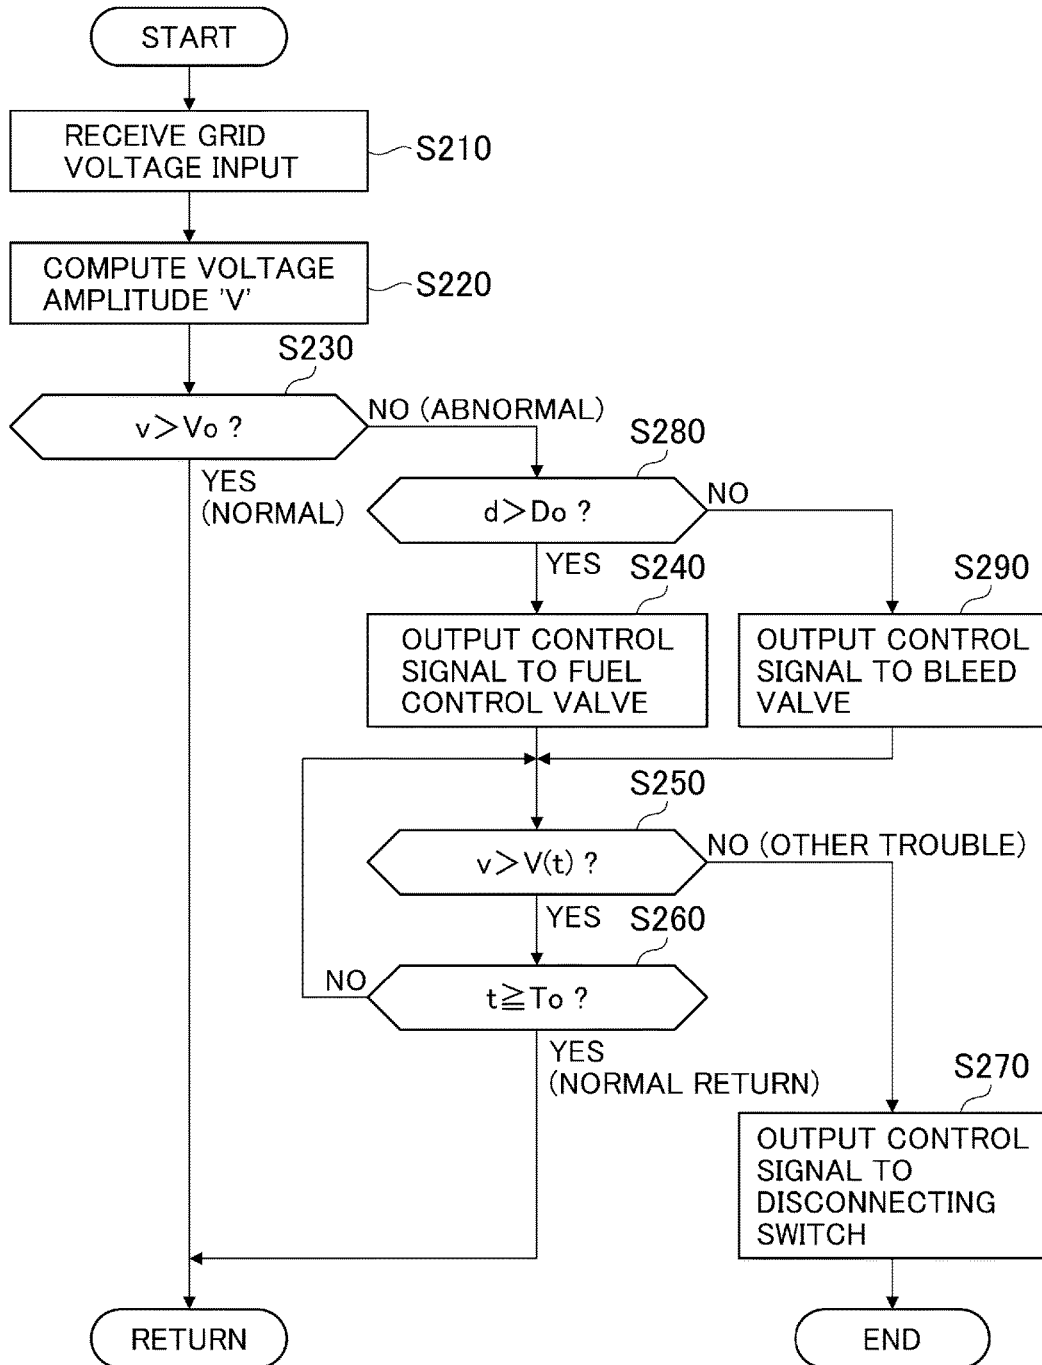 START
RECEIVE GRID
VOLTAGE INPUT
S210
COMPUTE VOLTAGE
AMPLITUDE 'V'
S220
S230
v>Vo ?
NO (ABNORMAL)
YES
(NORMAL)
S280
d>Do ?
NO
YES
S240
S290
OUTPUT CONTROL
SIGNAL TO FUEL
CONTROL VALVE
OUTPUT CONTROL
SIGNAL TO BLEED
VALVE
S250
v>V(t) ?
NO (OTHER TROUBLE)
YES
S260
NO
t≧To ?
YES
(NORMAL RETURN)
S270
OUTPUT CONTROL
SIGNAL TO
DISCONNECTING
SWITCH
RETURN
END